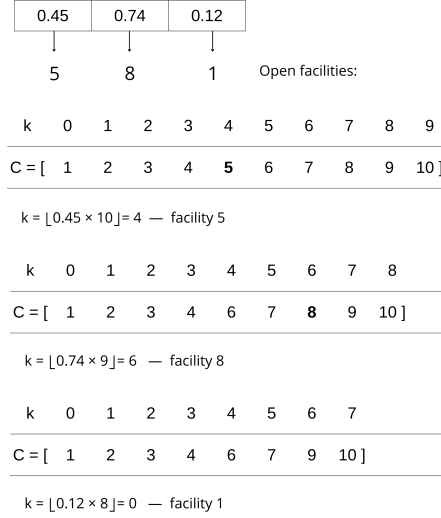 0.45 0.74 0.12
5 8 1 Open facilities:
k 0 1 2 3 4 5 6 7 8 9
C = [ 1 2 3 4 5 6 7 8 9 10 ]
k = ⌊0.45 × 10⌋= 4 — facility 5
k 0 1 2 3 4 5 6 7 8
C = [ 1 2 3 4 6 7 8 9 10 ]
k = ⌊0.74 × 9⌋= 6 — facility 8
k 0 1 2 3 4 5 6 7
C = [ 1 2 3 4 6 7 9 10 ]
k = ⌊0.12 × 8⌋= 0 — facility 1